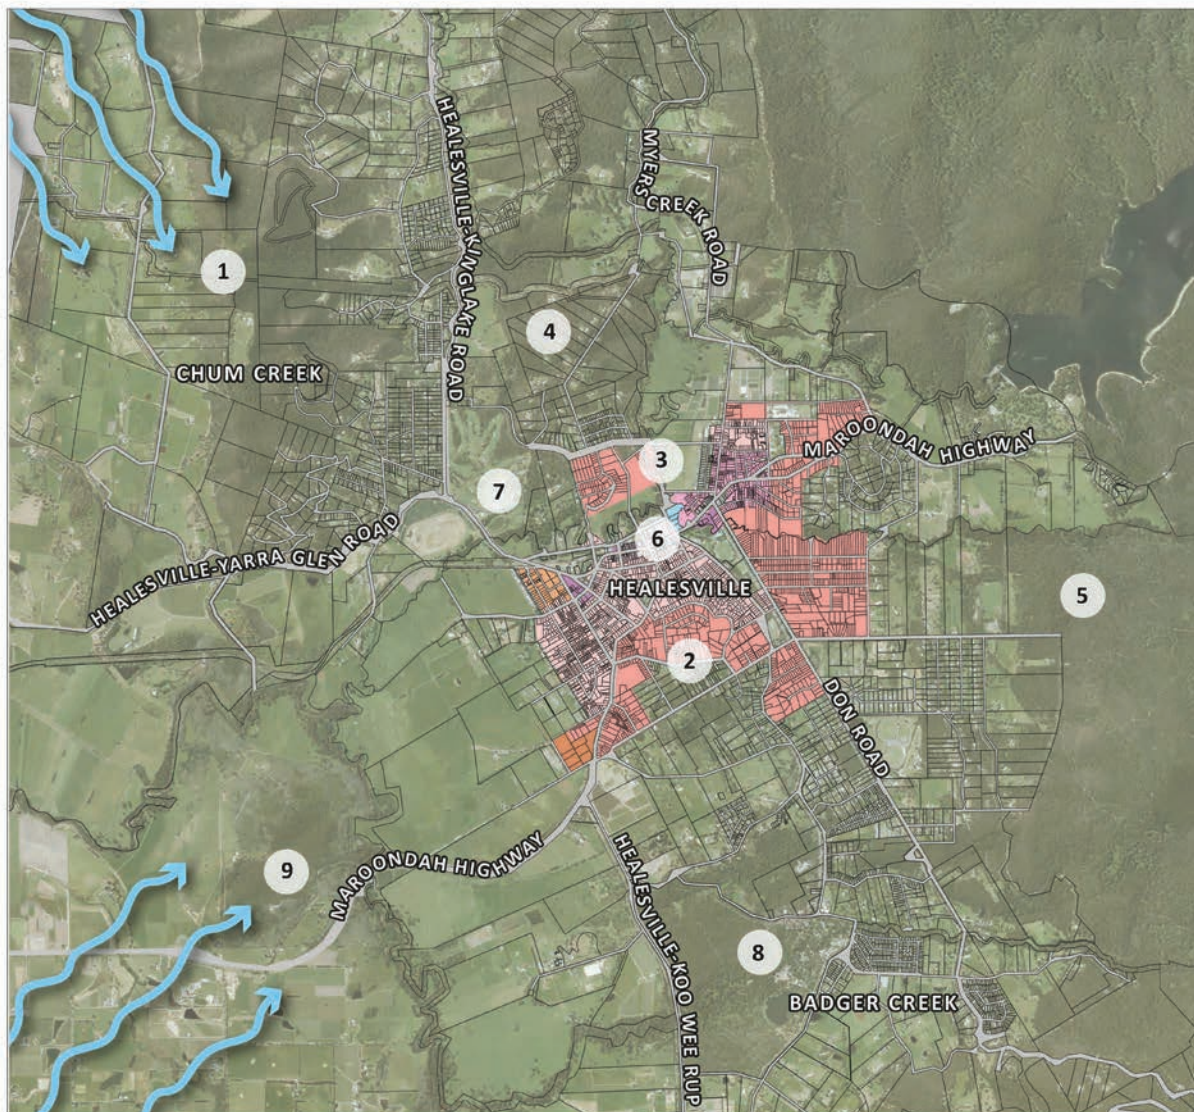 HEALESVILLE-KINGLAKE ROAD
MYERS CREEK ROAD
1
4
CHUM CREEK
MAROONDAH HIGHWAY
3
7
HEALESVILLE-YARRA GLEN ROAD
6
HEALESVILLE
5
2
DON ROAD
MAROONDAH HIGHWAY
9
HEALESVILLE-KOO WEE RUP
8
BADGER CREEK